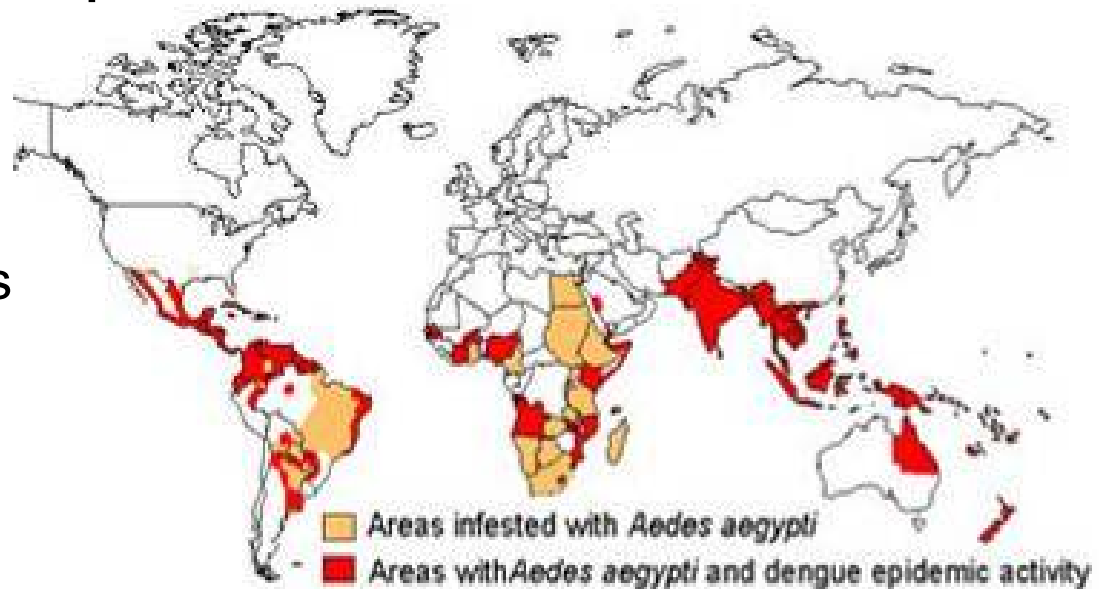 s
Areas infested with Aedes aegypti
Areas withAedes aegypti and dengue epidemic activity